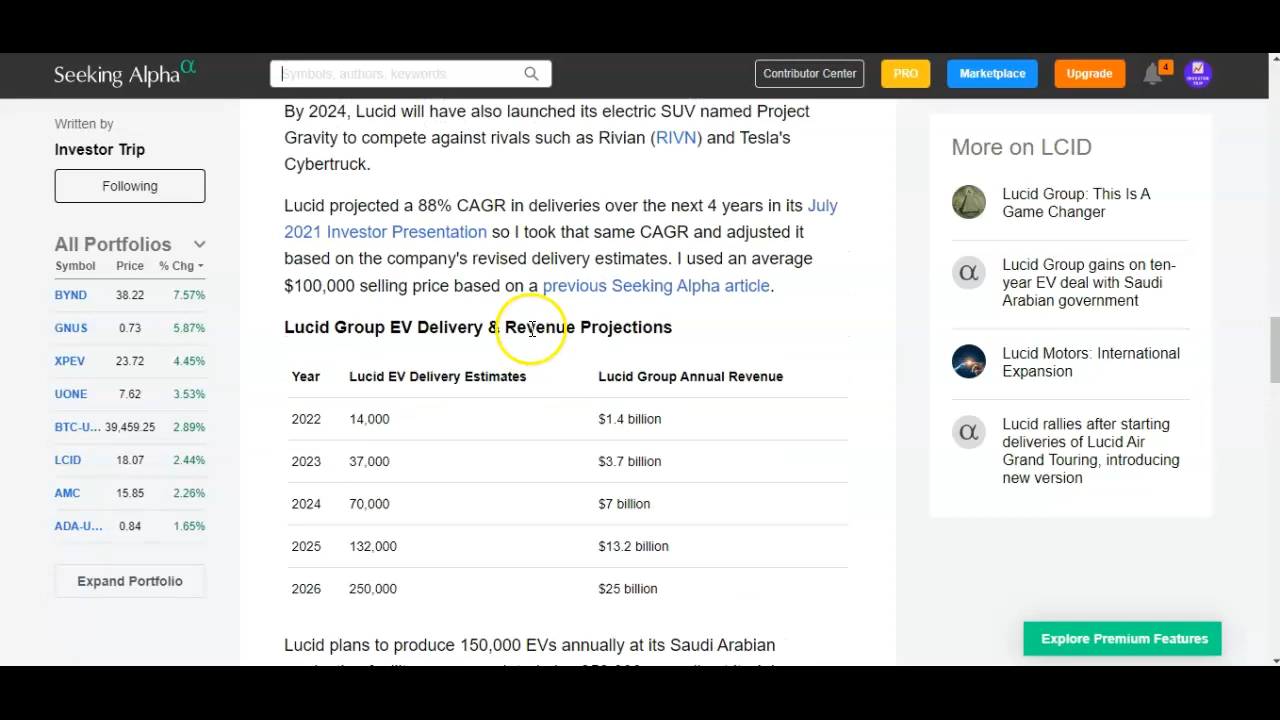 Seeking Alpha α
Symbols, authors, keywords
Contributor Center
PRO
Marketplace
Upgrade
4
Written by
Investor Trip
Following
All Portfolios
Symbol Price % Chg
BYND 38.22 7.57%
GNUS 0.73 5.87%
XPEV 23.72 4.45%
UONE 7.62 3.53%
BTC-U... 39,459.25 2.89%
LCID 18.07 2.44%
AMC 15.85 2.26%
ADA-U... 0.84 1.65%
Expand Portfolio
By 2024, Lucid will have also launched its electric SUV named Project
Gravity to compete against rivals such as Rivian (RIVN) and Tesla's
Cybertruck.
Lucid projected a 88% CAGR in deliveries over the next 4 years in its July
2021 Investor Presentation so I took that same CAGR and adjusted it
based on the company's revised delivery estimates. I used an average
$100,000 selling price based on a previous Seeking Alpha article.
Lucid Group EV Delivery & Revenue Projections
Year Lucid EV Delivery Estimates Lucid Group Annual Revenue
2022 14,000 $1.4 billion
2023 37,000 $3.7 billion
2024 70,000 $7 billion
2025 132,000 $13.2 billion
2026 250,000 $25 billion
Lucid plans to produce 150,000 EVs annually at its Saudi Arabian
More on LCID
Lucid Group: This Is A
Game Changer
α
Lucid Group gains on ten-
year EV deal with Saudi
Arabian government
Lucid Motors: International
Expansion
α
Lucid rallies after starting
deliveries of Lucid Air
Grand Touring, introducing
new version
Explore Premium Features